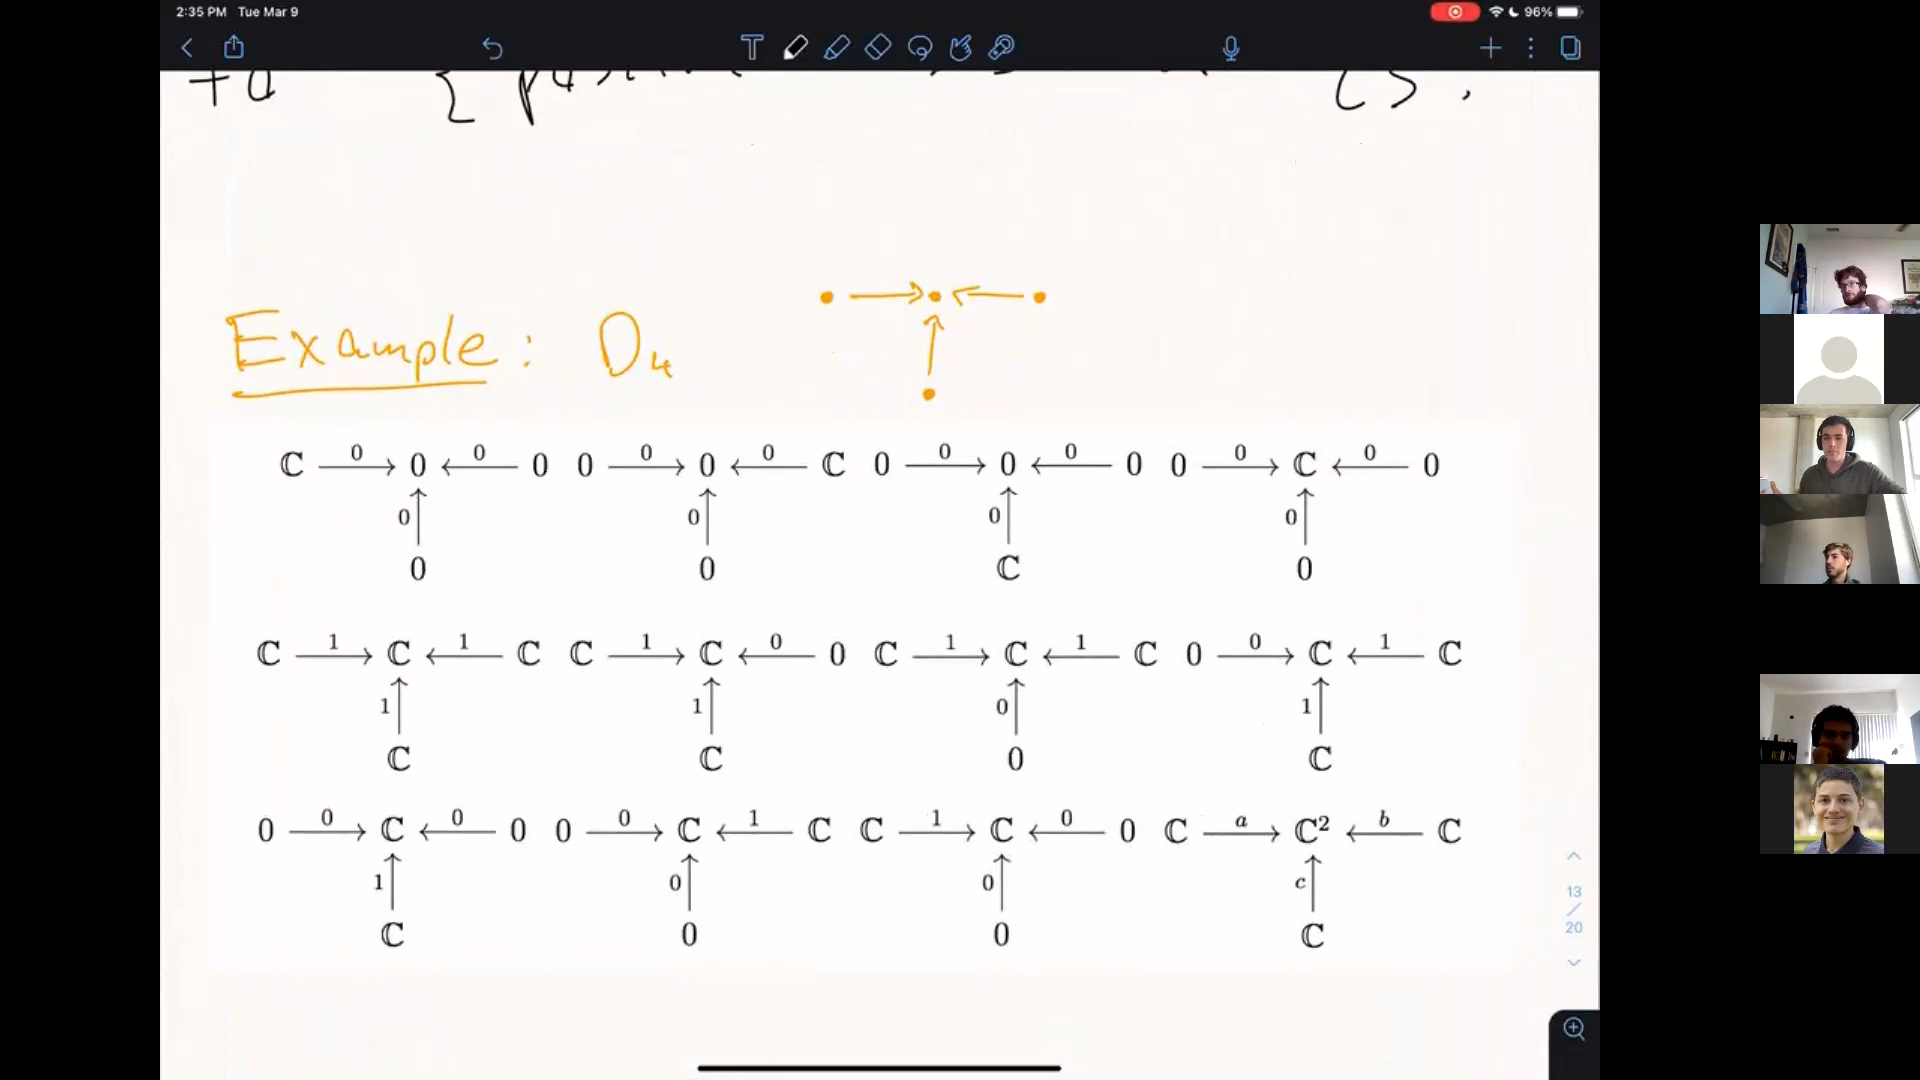 2:35 PM Tue Mar 9
96%
T
Example: D₄
ℂ 0 0 0 0 0 0 0 0 ℂ 0 0 0 0 0 0 0 ℂ 0 0
0 0 0 0
0 0 ℂ 0
ℂ 1 ℂ 1 ℂ ℂ 1 ℂ 0 0 ℂ 1 ℂ 1 ℂ 0 0 ℂ 1 ℂ
1 1 0 1
ℂ ℂ 0 ℂ
0 0 ℂ 0 0 0 0 ℂ 1 ℂ ℂ 1 ℂ 0 0 ℂ a ℂ² b ℂ
1 0 0 c
ℂ 0 0 ℂ
13
/
20